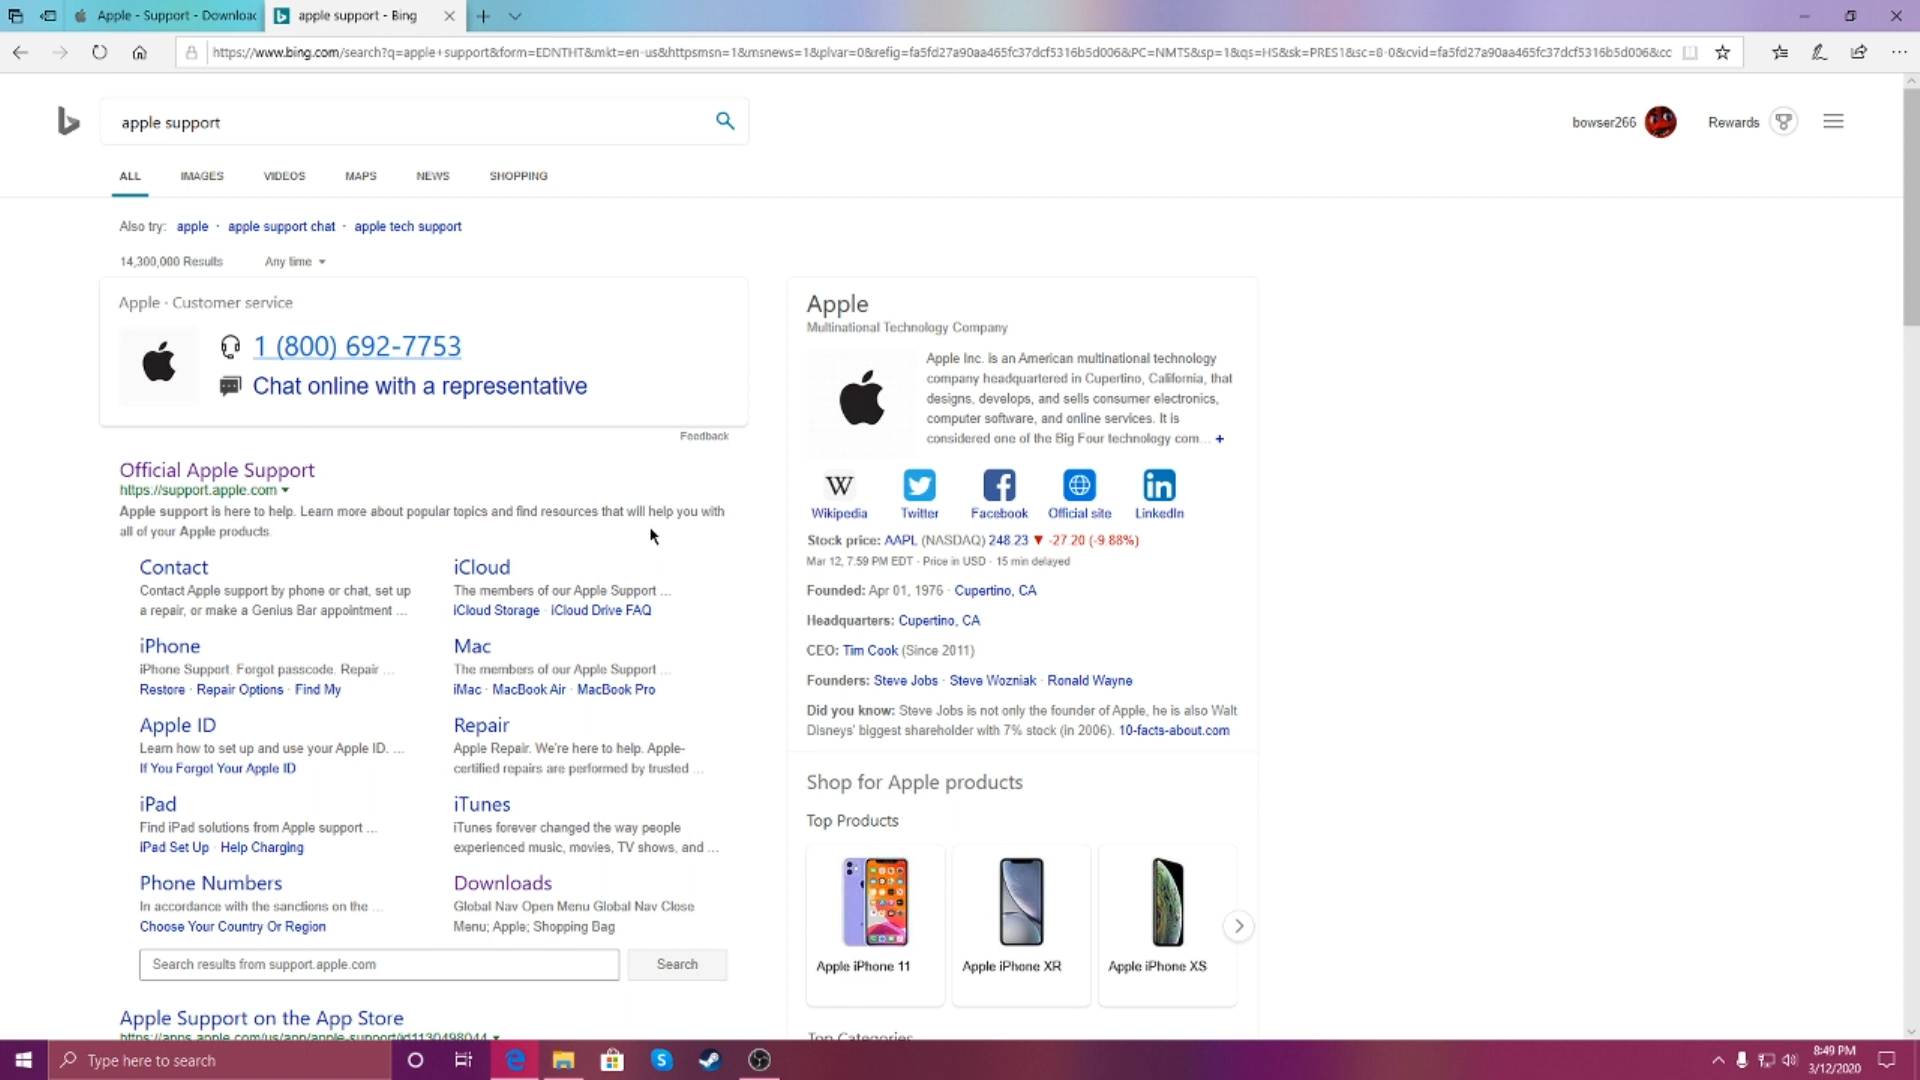 Apple - Support - Downloac
apple support - Bing
https://www.bing.com/search?q=apple+support&form=EDNTHT&mkt=en-us&httpsmsn=1&msnews=1&plvar=0&refig=fa5fd27a90aa465fc37dcf5316b5d006&PC=NMTS&sp=1&qs=HS&sk=PRES1&sc=8-0&cvid=fa5fd27a90aa465fc37dcf5316b5d006&cc
apple support
bowser266
Rewards
ALL IMAGES VIDEOS MAPS NEWS SHOPPING
Also try: apple · apple support chat · apple tech support
14,300,000 Results Any time
Apple · Customer service
1 (800) 692-7753
Chat online with a representative
Feedback
Official Apple Support
https://support.apple.com
Apple support is here to help. Learn more about popular topics and find resources that will help you with
all of your Apple products.
Contact
Contact Apple support by phone or chat, set up
a repair, or make a Genius Bar appointment ...
iCloud
The members of our Apple Support ...
iCloud Storage · iCloud Drive FAQ
iPhone
iPhone Support. Forgot passcode. Repair ...
Restore · Repair Options · Find My
Mac
The members of our Apple Support ...
iMac · MacBook Air · MacBook Pro
Apple ID
Learn how to set up and use your Apple ID. ...
If You Forgot Your Apple ID
Repair
Apple Repair. We're here to help. Apple-
certified repairs are performed by trusted ...
iPad
Find iPad solutions from Apple support ...
iPad Set Up · Help Charging
iTunes
iTunes forever changed the way people
experienced music, movies, TV shows, and ...
Phone Numbers
In accordance with the sanctions on the ...
Choose Your Country Or Region
Downloads
Global Nav Open Menu Global Nav Close
Menu; Apple; Shopping Bag
Search results from support.apple.com
Search
Apple Support on the App Store
https://apps.apple.com/us/app/apple-support/id1130498044
Apple
Multinational Technology Company
Apple Inc. is an American multinational technology
company headquartered in Cupertino, California, that
designs, develops, and sells consumer electronics,
computer software, and online services. It is
considered one of the Big Four technology com... +
W
Wikipedia Twitter Facebook Official site LinkedIn
Stock price: AAPL (NASDAQ) 248.23 ▼ -27.20 (-9.88%)
Mar 12, 7:59 PM EDT · Price in USD · 15 min delayed
Founded: Apr 01, 1976 · Cupertino, CA
Headquarters: Cupertino, CA
CEO: Tim Cook (Since 2011)
Founders: Steve Jobs · Steve Wozniak · Ronald Wayne
Did you know: Steve Jobs is not only the founder of Apple, he is also Walt
Disneys' biggest shareholder with 7% stock (in 2006). 10-facts-about.com
Shop for Apple products
Top Products
Apple iPhone 11
Apple iPhone XR
Apple iPhone XS
Top Categories
Type here to search
8:49 PM
3/12/2020